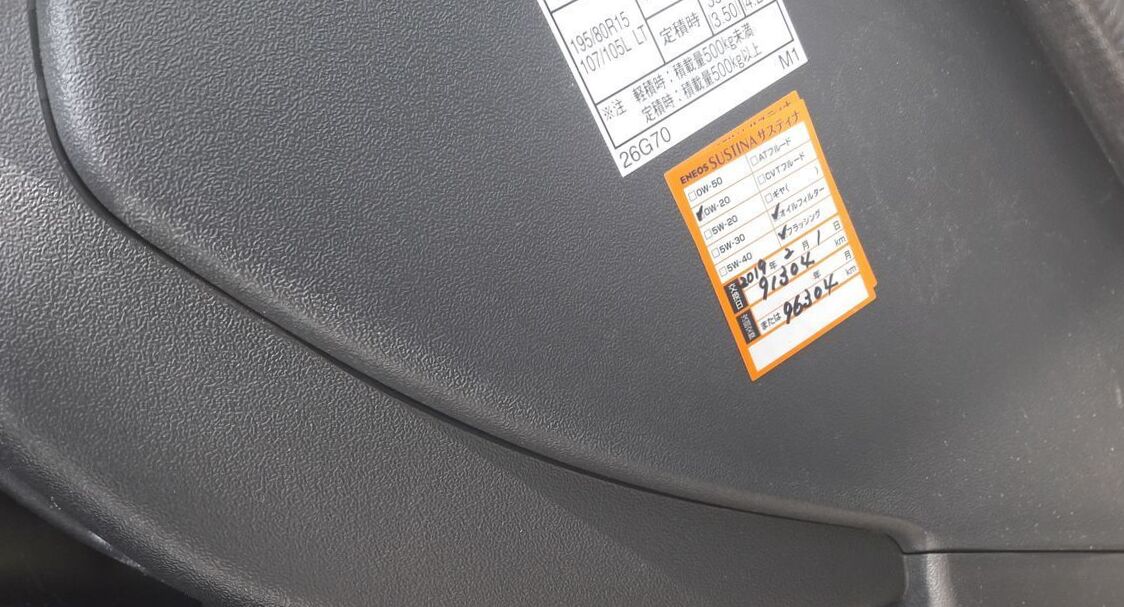 195/80R15
107/105L LT
定積時
3.50
※注 軽積時：積載量500kg未満
定積時：積載量500kg以上
M1
26G70
ENEOS SUSTINA サスティナ
□0W-50 □ATフルード
✓0W-20 □CVTフルード
□5W-20 □ギヤ( )
□5W-30 ✓オイルフィルター
□5W-40 ✓フラッシング
交換日 2019年 2月 1日
91304 km
年 月
または 96304 km